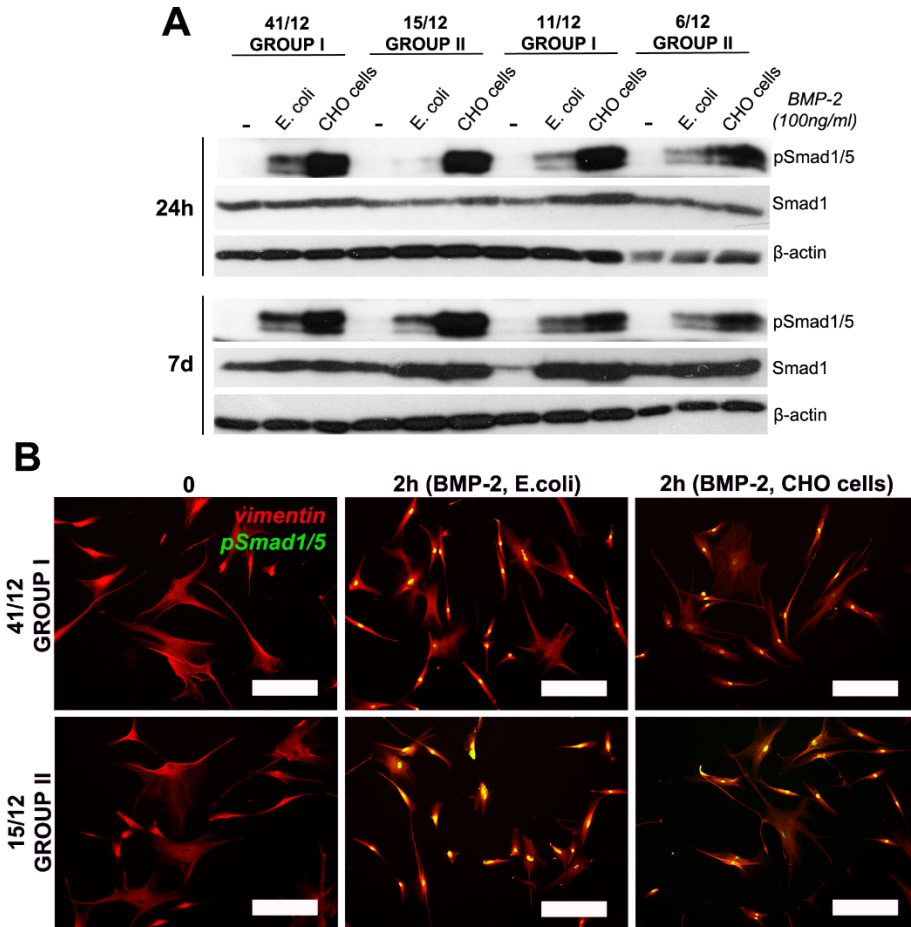 A
41/12 15/12 11/12 6/12
GROUP I GROUP II GROUP I GROUP II
- E. coli CHO cells - E. coli CHO cells - E. coli CHO cells - E. coli CHO cells
BMP-2
(100ng/ml)
24h
pSmad1/5
Smad1
β-actin
7d
pSmad1/5
Smad1
β-actin
B
0 2h (BMP-2, E.coli) 2h (BMP-2, CHO cells)
vimentin
pSmad1/5
41/12
GROUP I
15/12
GROUP II